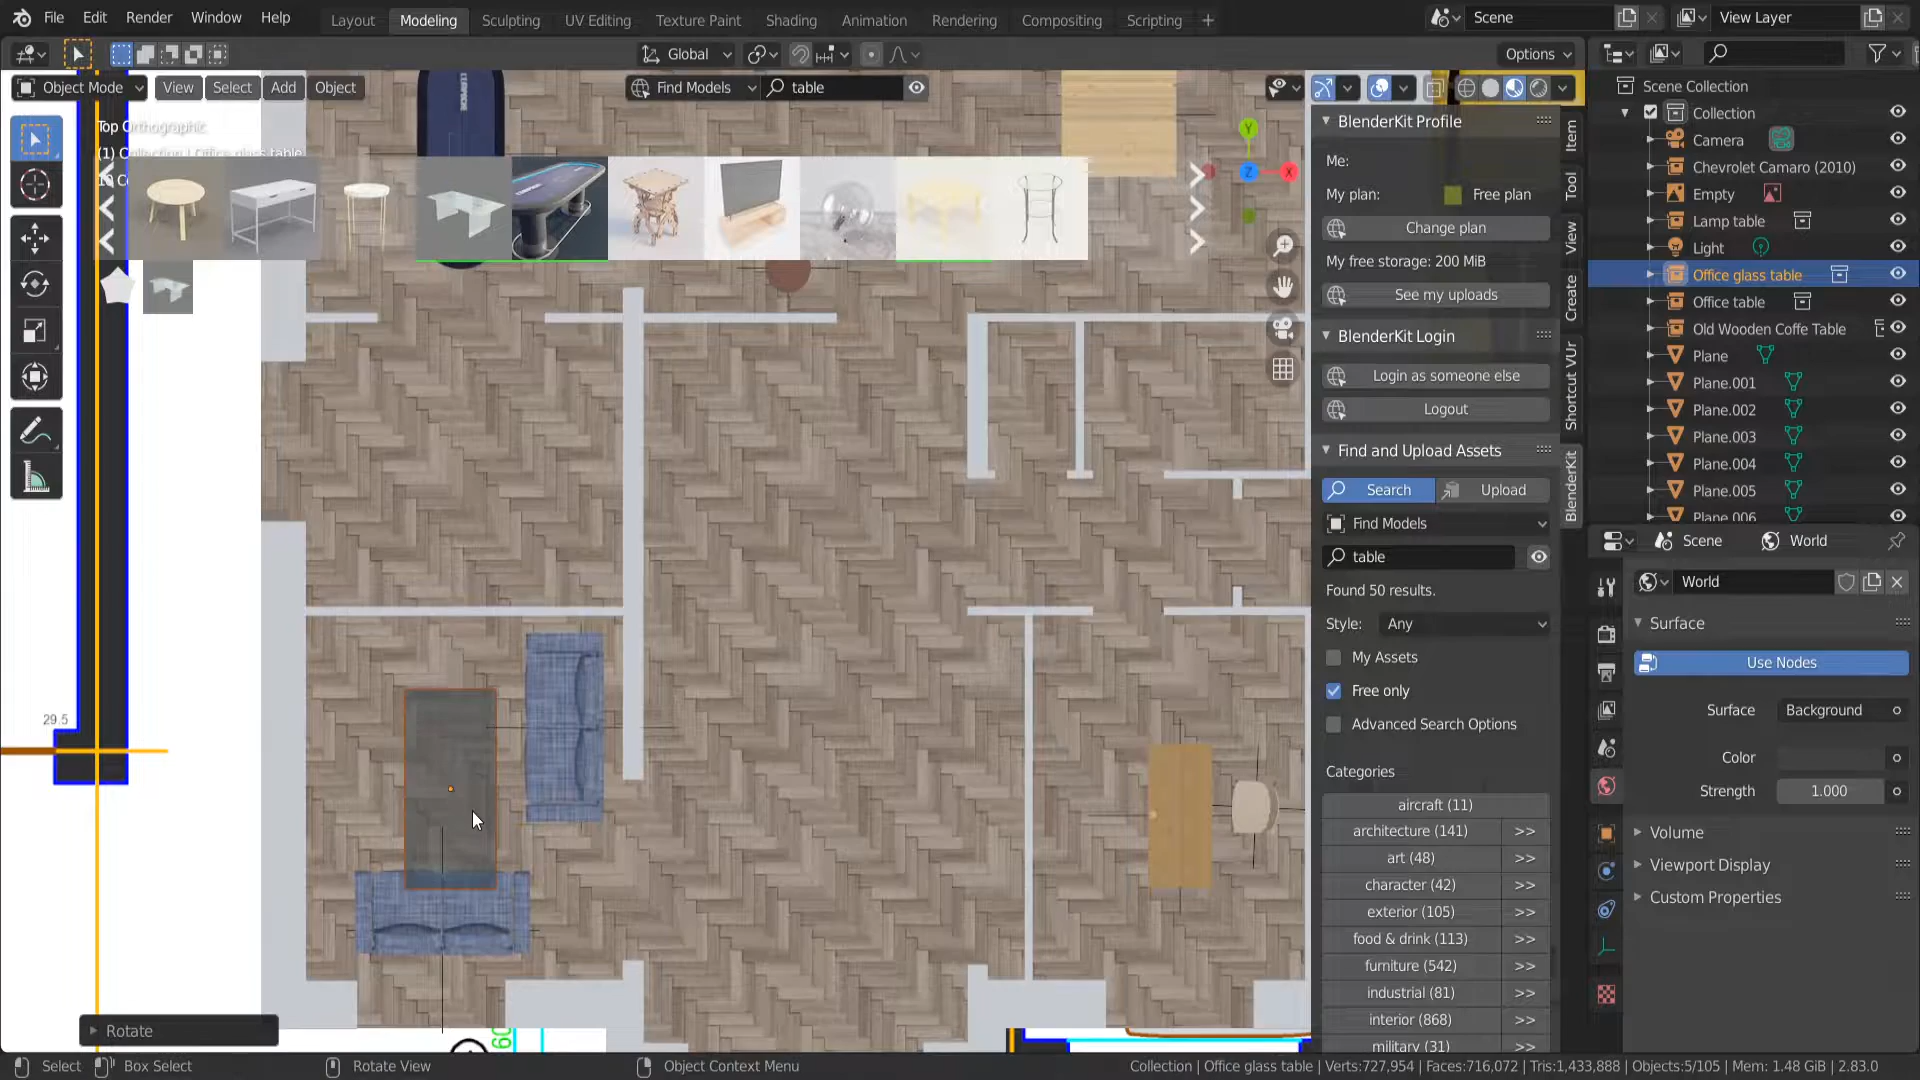 File Edit Render Window Help
Layout Modeling Sculpting UV Editing Texture Paint Shading Animation Rendering Compositing Scripting
Scene
View Layer
Global
Options
Object Mode View Select Add Object
Find Models table
Top Orthographic
(1) Collection | Office glass table
Y
Z X
29.5
Rotate
BlenderKit Profile
Me:
My plan: Free plan
Change plan
My free storage: 200 MiB
See my uploads
BlenderKit Login
Login as someone else
Logout
Find and Upload Assets
Search Upload
Find Models
table
Found 50 results.
Style: Any
My Assets
Free only
Advanced Search Options
Categories
aircraft (11)
architecture (141) >>
art (48) >>
character (42) >>
exterior (105) >>
food & drink (113) >>
furniture (542) >>
industrial (81) >>
interior (868) >>
military (31) >>
Item
Tool
View
Create
Shortcut VUr
BlenderKit
Scene Collection
Collection
Camera
Chevrolet Camaro (2010)
Empty
Lamp table
Light
Office glass table
Office table
Old Wooden Coffe Table
Plane
Plane.001
Plane.002
Plane.003
Plane.004
Plane.005
Plane.006
Scene World
World
Surface
Use Nodes
Surface Background
Color
Strength 1.000
Volume
Viewport Display
Custom Properties
Select Box Select Rotate View Object Context Menu
Collection | Office glass table | Verts:727,954 | Faces:716,072 | Tris:1,433,888 | Objects:5/105 | Mem: 1.48 GiB | 2.83.0